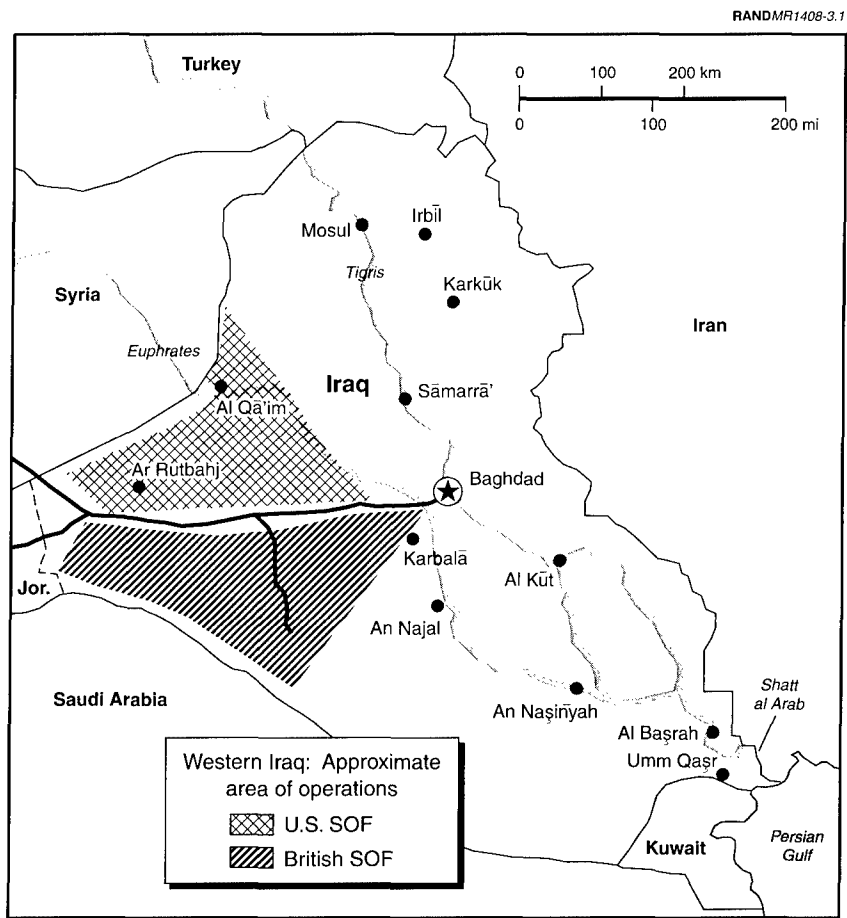 RANDMR1408-3.1
Turkey
0 100 200 km
0 100 200 mi
Mosul
Irbīl
Tigris
Karkūk
Syria
Iran
Euphrates
Iraq
Sāmarrā'
Al Qā'im
Ar Rutbahj
Baghdad
Karbalā
Al Kūt
Jor.
An Najal
Saudi Arabia
An Naşīnyah
Shatt
al Arab
Al Başrah
Umm Qaşr
Kuwait
Persian
Gulf
Western Iraq: Approximate
area of operations
U.S. SOF
British SOF